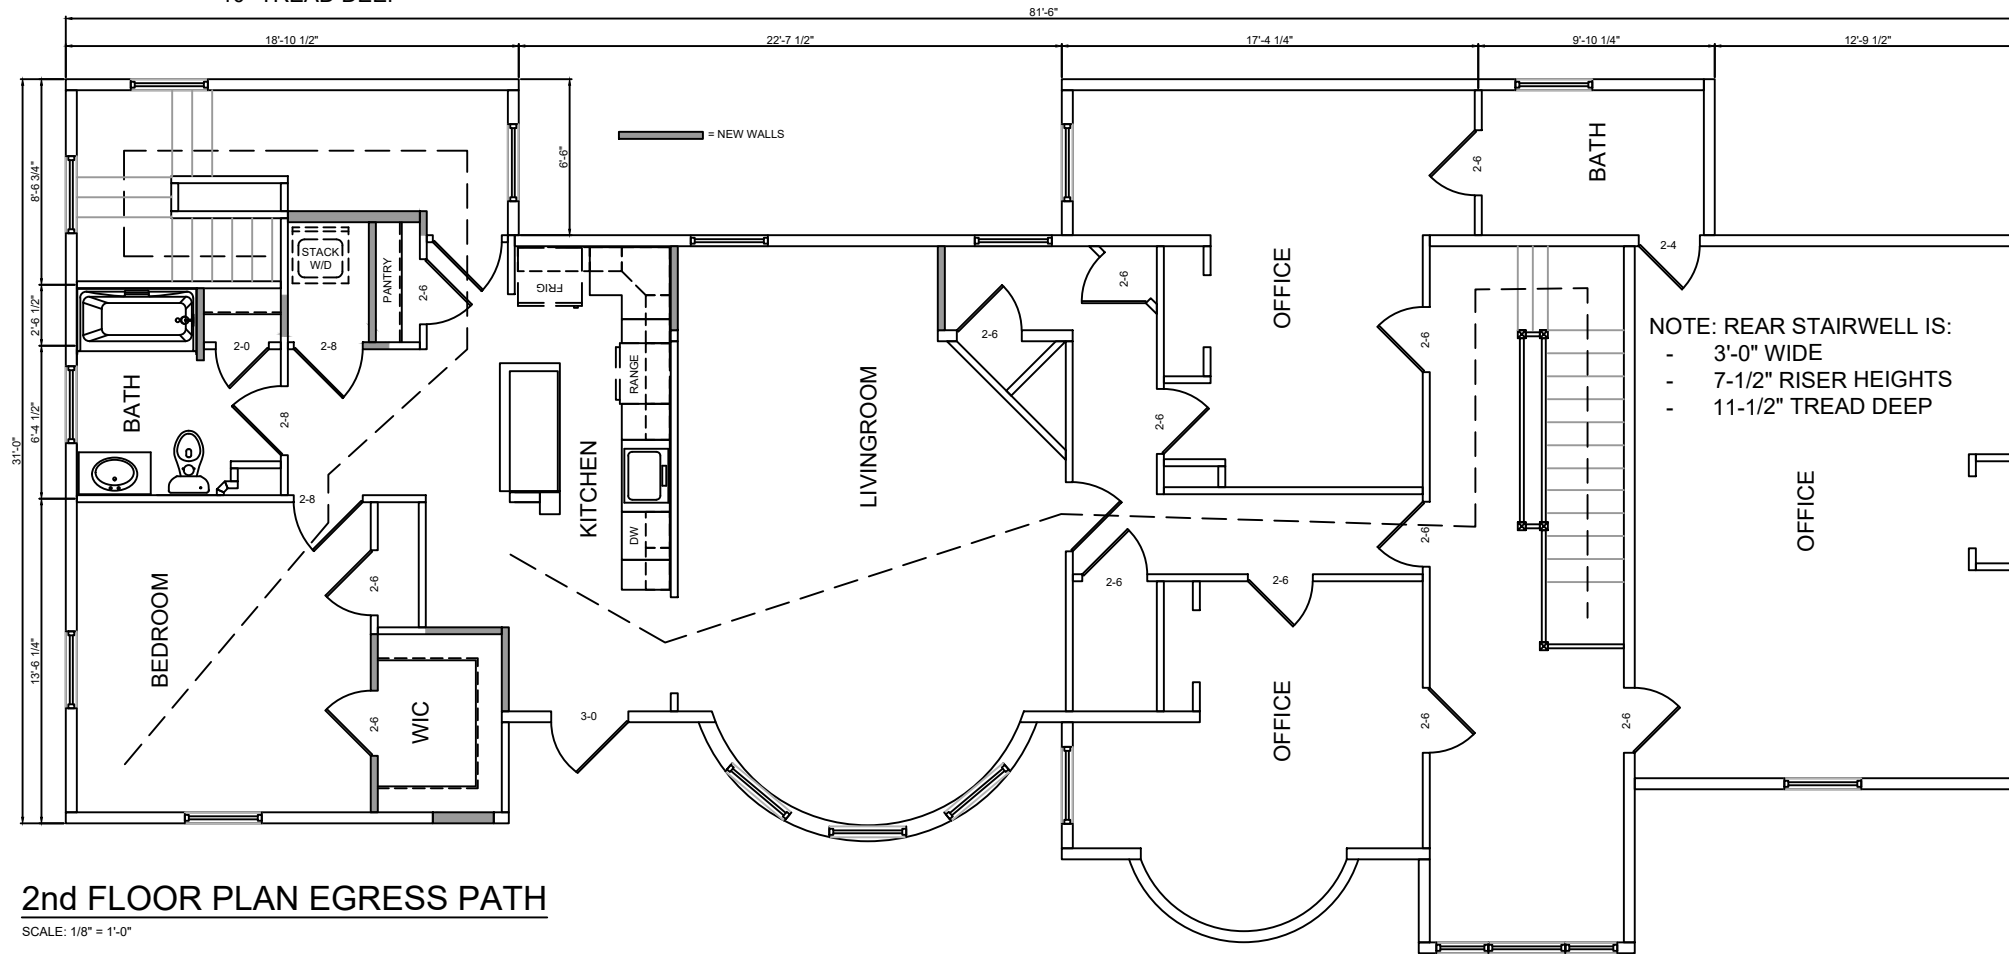 10" TREAD DEEP
81'-6"
18'-10 1/2"
22'-7 1/2"
17'-4 1/4"
9'-10 1/4"
12'-9 1/2"
= NEW WALLS
6'-6"
8'-6 3/4"
2'-6 1/2"
6'-4 1/2"
13'-6 1/4"
31'-0"
STACK
W/D
PANTRY
2-6
FRIG
RANGE
DW
KITCHEN
LIVINGROOM
BATH
2-0
2-8
2-8
2-8
BEDROOM
2-6
2-6
WIC
3-0
2-6
2-6
2-6
OFFICE
2-6
BATH
2-4
2-6
2-6
2-6
2-6
OFFICE
2-6
2-6
NOTE: REAR STAIRWELL IS:
- 3'-0" WIDE
- 7-1/2" RISER HEIGHTS
- 11-1/2" TREAD DEEP
OFFICE
2nd FLOOR PLAN EGRESS PATH
SCALE: 1/8" = 1'-0"